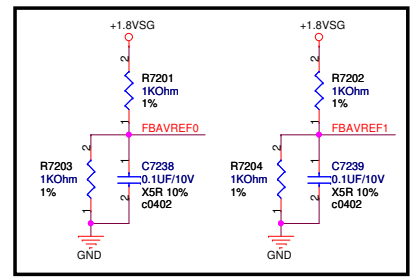 +1.8VSG
2
R7201
1KOhm
1%
1
FBAVREF0
2
R7203
1KOhm
1%
1
1
C7238
0.1UF/10V
X5R 10%
c0402
2
GND
+1.8VSG
2
R7202
1KOhm
1%
1
FBAVREF1
2
R7204
1KOhm
1%
1
1
C7239
0.1UF/10V
X5R 10%
c0402
2
GND